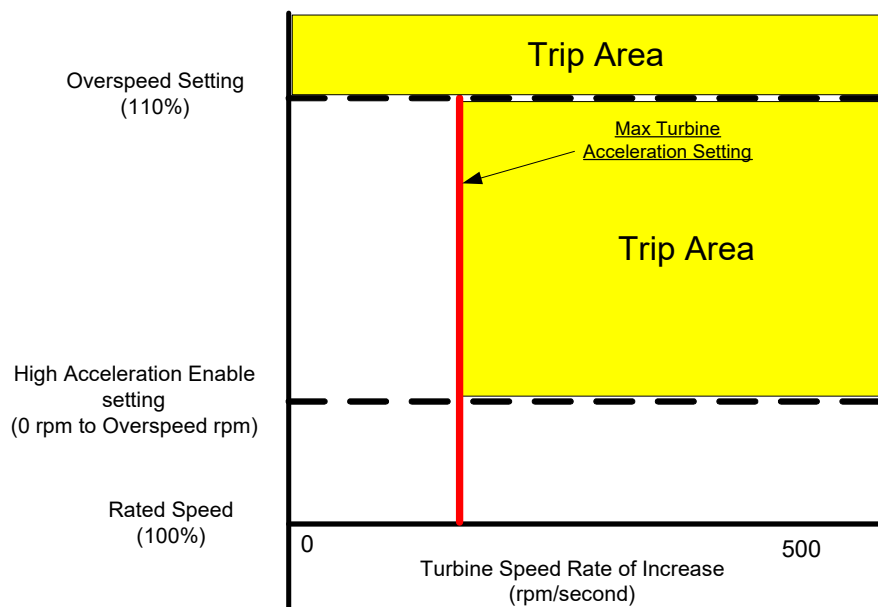 Trip Area
Overspeed Setting
(110%)
Max Turbine
Acceleration Setting
Trip Area
High Acceleration Enable
setting
(0 rpm to Overspeed rpm)
Rated Speed
(100%)
0
500
Turbine Speed Rate of Increase
(rpm/second)